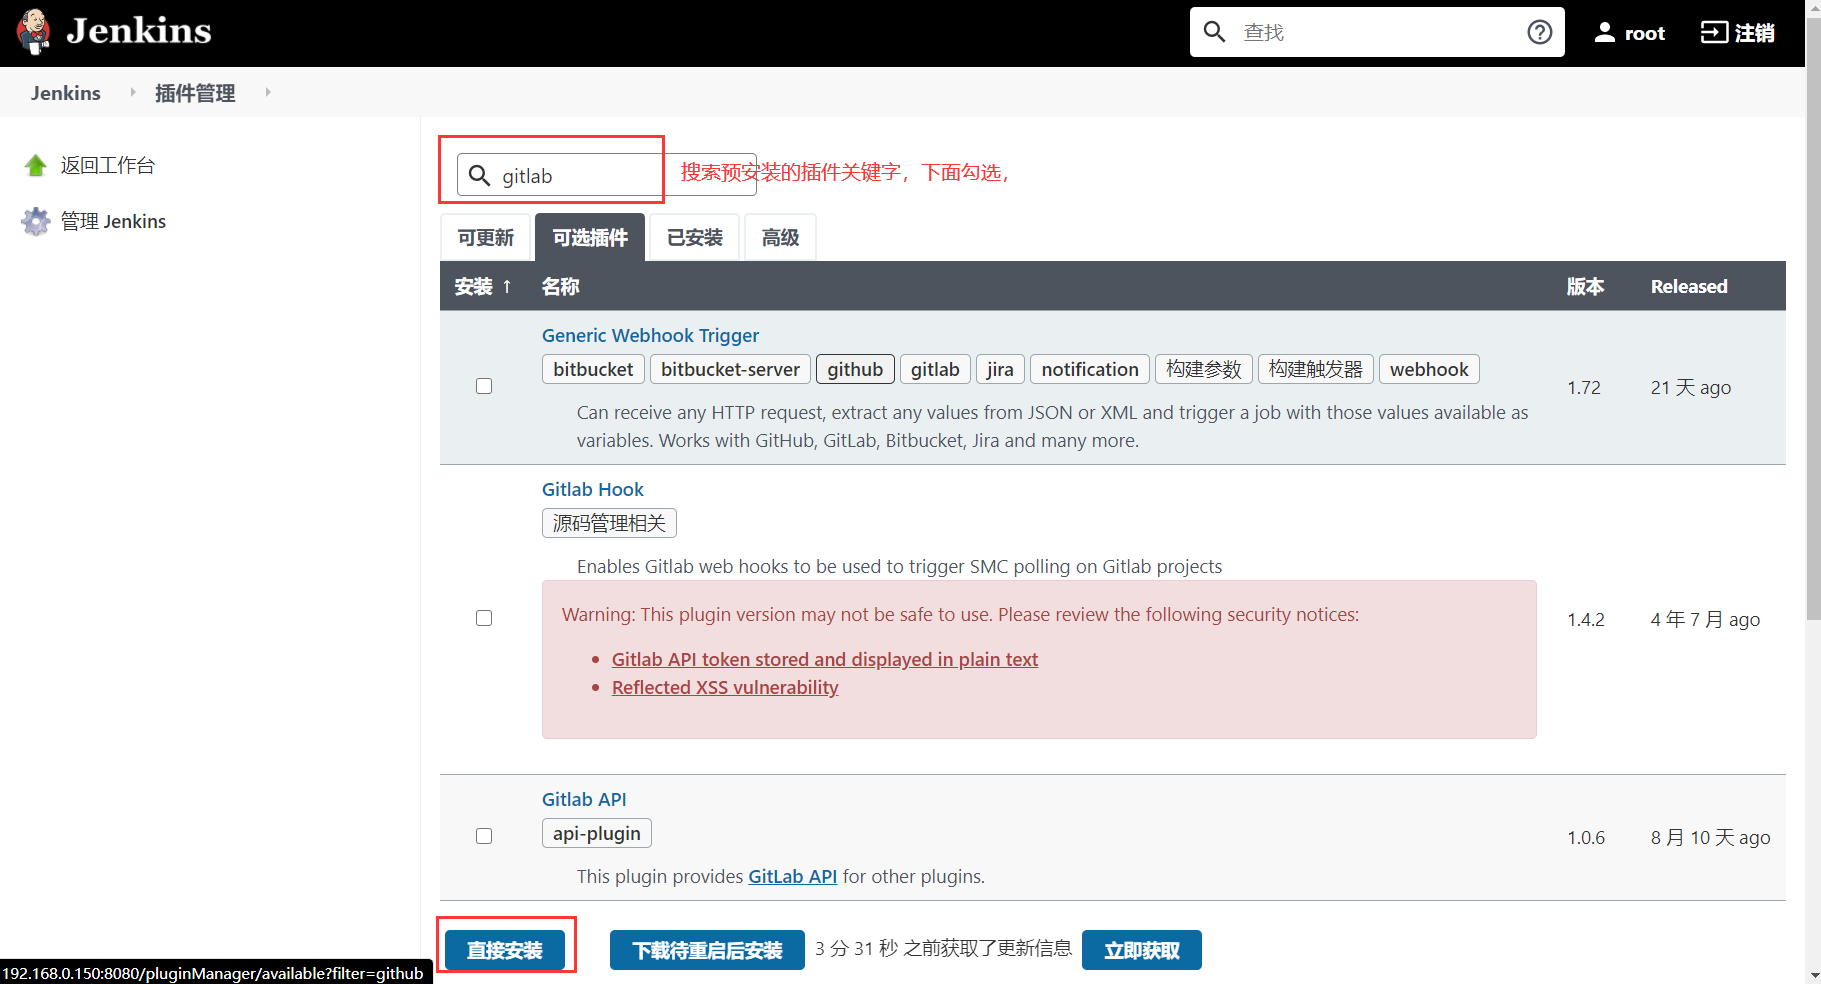 Jenkins
查找
root
注销
Jenkins
插件管理
返回工作台
管理 Jenkins
gitlab
搜索预安装的插件关键字，下面勾选，
可更新
可选插件
已安装
高级
安装 ↑
名称
版本
Released
Generic Webhook Trigger
bitbucket
bitbucket-server
github
gitlab
jira
notification
构建参数
构建触发器
webhook
Can receive any HTTP request, extract any values from JSON or XML and trigger a job with those values available as
variables. Works with GitHub, GitLab, Bitbucket, Jira and many more.
1.72
21 天 ago
Gitlab Hook
源码管理相关
Enables Gitlab web hooks to be used to trigger SMC polling on Gitlab projects
Warning: This plugin version may not be safe to use. Please review the following security notices:
Gitlab API token stored and displayed in plain text
Reflected XSS vulnerability
1.4.2
4 年 7 月 ago
Gitlab API
api-plugin
This plugin provides GitLab API for other plugins.
1.0.6
8 月 10 天 ago
直接安装
下载待重启后安装
3 分 31 秒 之前获取了更新信息
立即获取
192.168.0.150:8080/pluginManager/available?filter=github